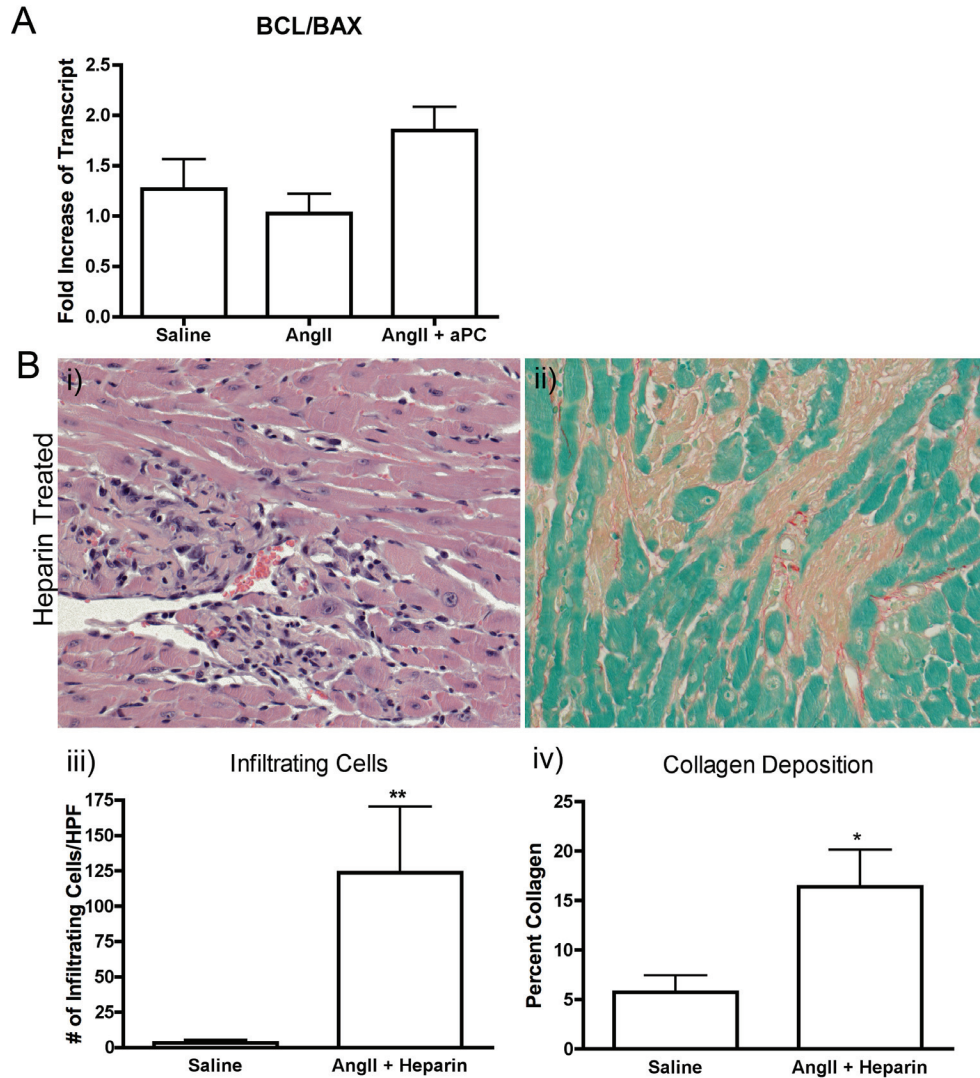 A
BCL/BAX
Fold Increase of Transcript
2.5
2.0
1.5
1.0
0.5
0.0
Saline
AngII
AngII + aPC
B
Heparin Treated
i)
ii)
iii)
Infiltrating Cells
# of Infiltrating Cells/HPF
175
150
125
100
75
50
25
0
**
Saline
AngII + Heparin
iv)
Collagen Deposition
Percent Collagen
25
20
15
10
5
0
*
Saline
AngII + Heparin